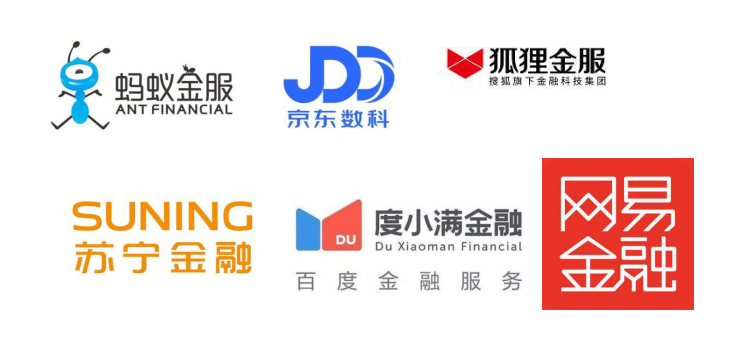 蚂蚁金服
ANT FINANCIAL
JDD
京东数科
狐狸金服
搜狐旗下金融科技集团
SUNING
苏宁金融
DU
度小满金融
Du Xiaoman Financial
百度金融服务
网易
金融